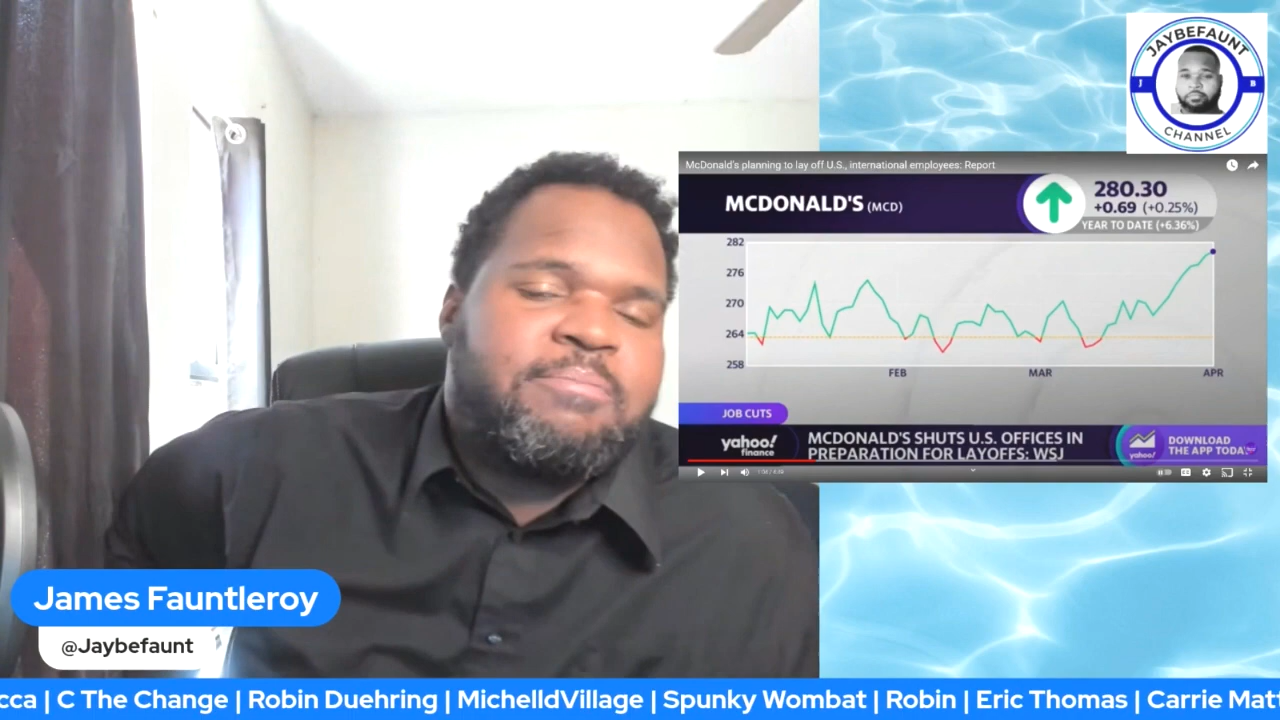 JAYBEFAUNT
J
B
CHANNEL
McDonald's planning to lay off U.S., international employees: Report
MCDONALD'S (MCD)
280.30
+0.69 (+0.25%)
YEAR TO DATE (+6.36%)
282
276
270
264
258
FEB
MAR
APR
JOB CUTS
yahoo!
finance
MCDONALD'S SHUTS U.S. OFFICES IN
PREPARATION FOR LAYOFFS: WSJ
yahoo!
DOWNLOAD
THE APP TODA
James Fauntleroy
@Jaybefaunt
cca | C The Change | Robin Duehring | MichelldVillage | Spunky Wombat | Robin | Eric Thomas | Carrie Mat